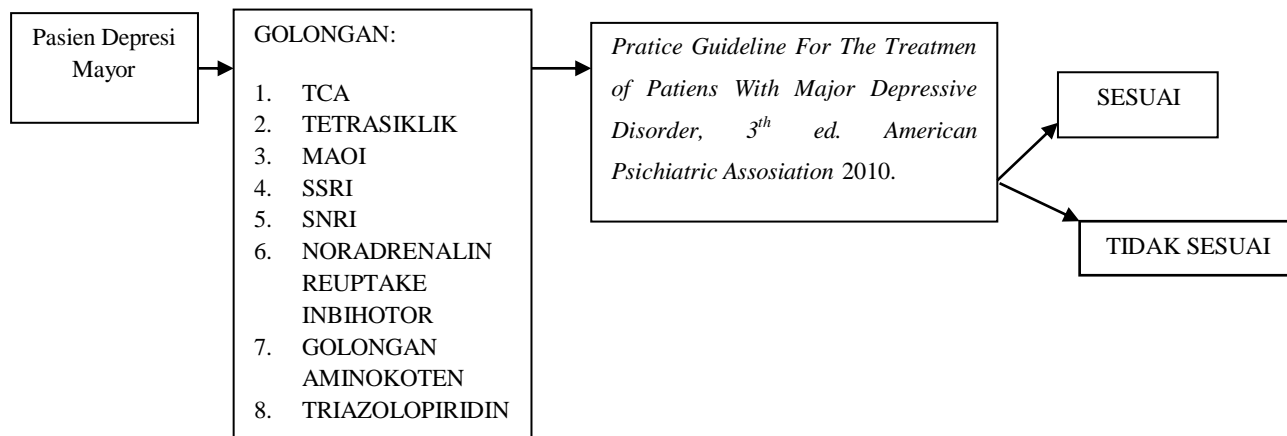 Pasien Depresi
Mayor
GOLONGAN:
1. TCA
2. TETRASIKLIK
3. MAOI
4. SSRI
5. SNRI
6. NORADRENALIN
REUPTAKE
INBIHOTOR
7. GOLONGAN
AMINOKOTEN
8. TRIAZOLOPIRIDIN
Pratice Guideline For The Treatmen
of Patiens With Major Depressive
Disorder, 3th ed. American
Psichiatric Assosiation 2010.
SESUAI
TIDAK SESUAI